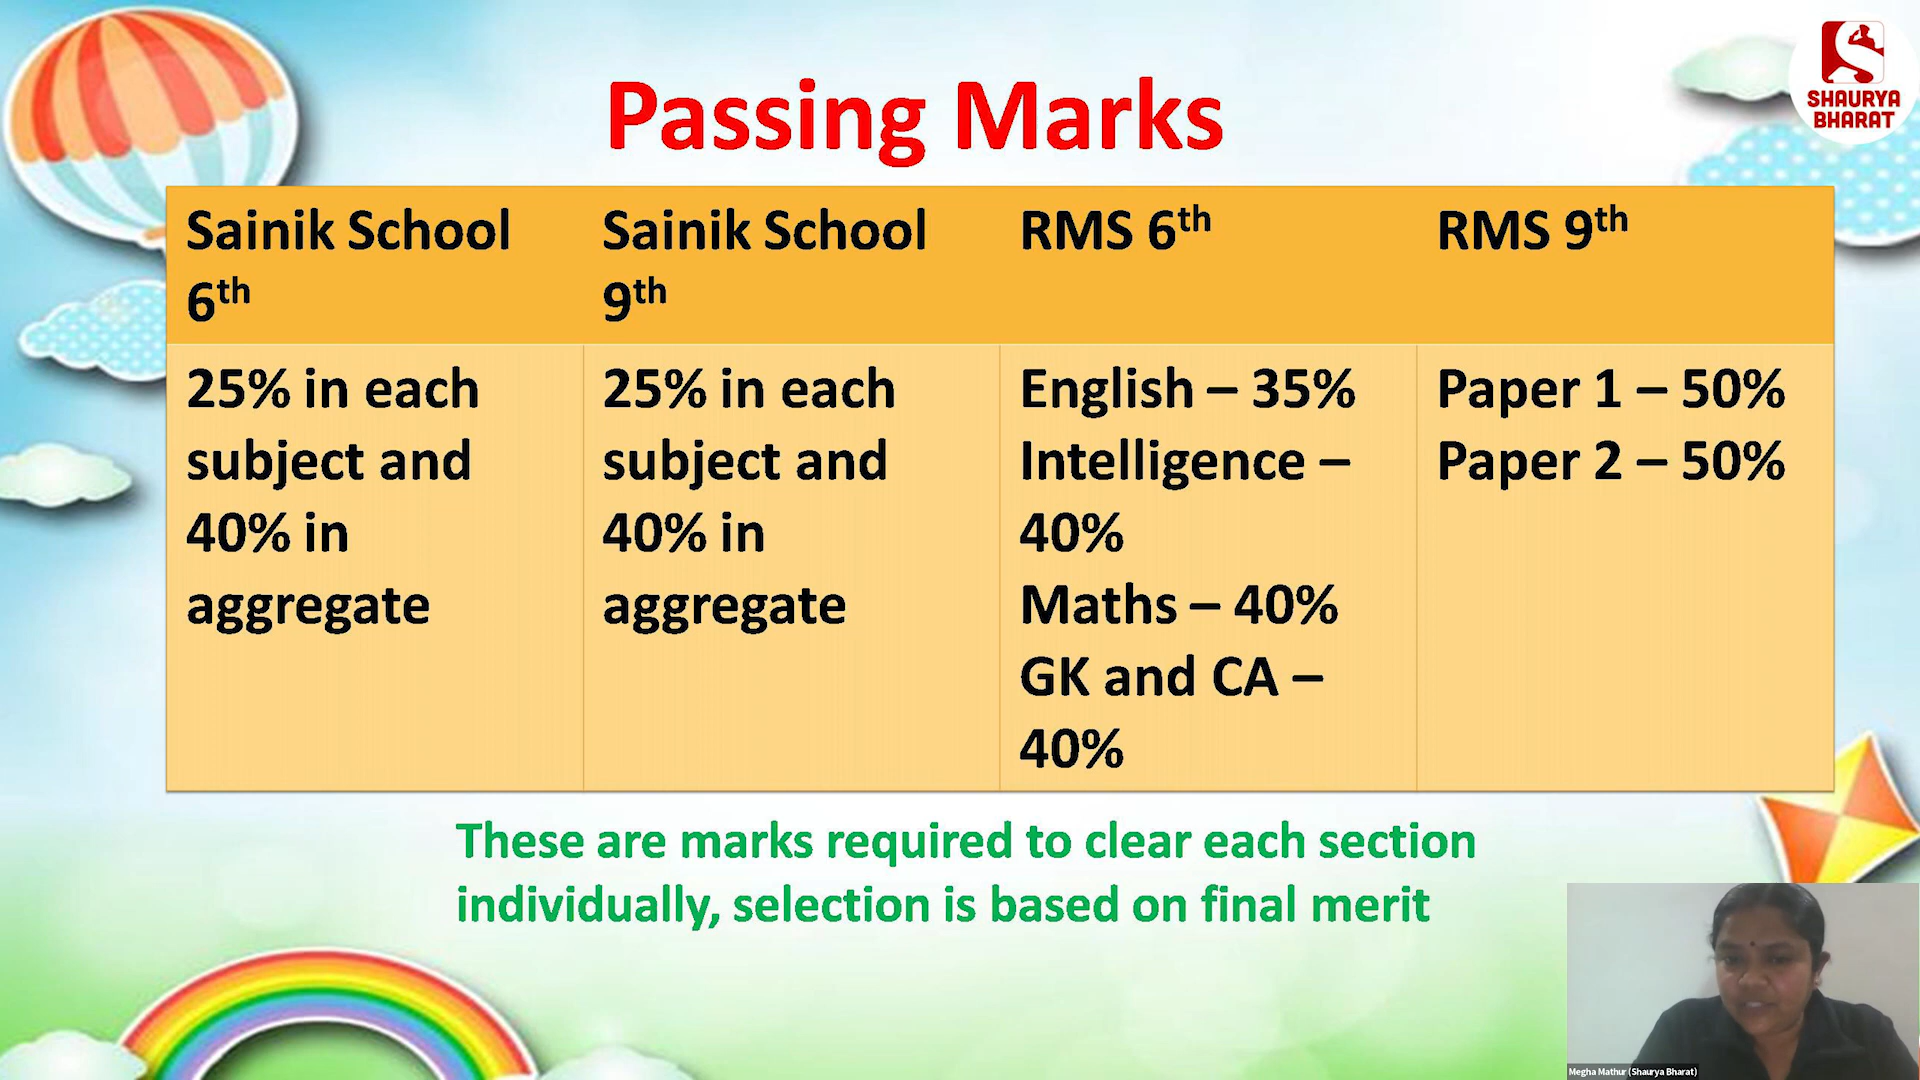 SHAURYA
BHARAT
Passing Marks
Sainik School
6th
Sainik School
9th
RMS 6th
RMS 9th
25% in each
subject and
40% in
aggregate
25% in each
subject and
40% in
aggregate
English – 35%
Intelligence –
40%
Maths – 40%
GK and CA –
40%
Paper 1 – 50%
Paper 2 – 50%
These are marks required to clear each section
individually, selection is based on final merit
Megha Mathur (Shaurya Bharat)